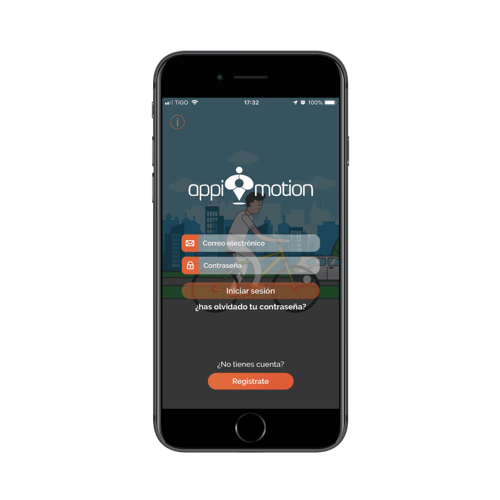 TIGO 17:32 100%
i
appi motion
Correo electrónico
Contraseña
Iniciar sesión
¿has olvidado tu contraseña?
¿No tienes cuenta?
Registrate